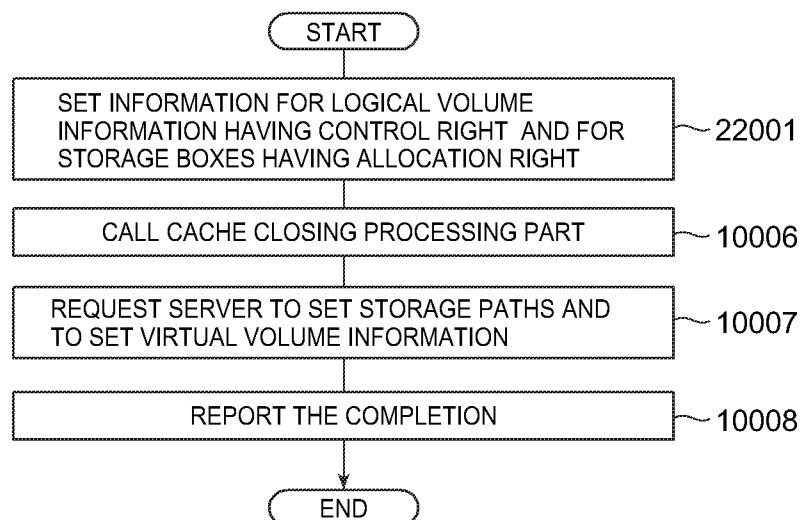 START
SET INFORMATION FOR LOGICAL VOLUME
INFORMATION HAVING CONTROL RIGHT AND FOR
STORAGE BOXES HAVING ALLOCATION RIGHT
22001
CALL CACHE CLOSING PROCESSING PART
10006
REQUEST SERVER TO SET STORAGE PATHS AND
TO SET VIRTUAL VOLUME INFORMATION
10007
REPORT THE COMPLETION
10008
END